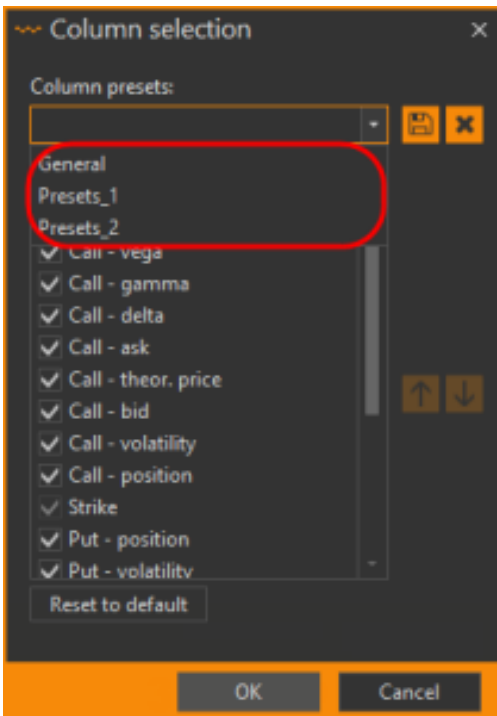 Column selection
Column presets:
General
Presets_1
Presets_2
Call - vega
Call - gamma
Call - delta
Call - ask
Call - theor. price
Call - bid
Call - volatility
Call - position
Strike
Put - position
Put - volatility
Reset to default
OK
Cancel